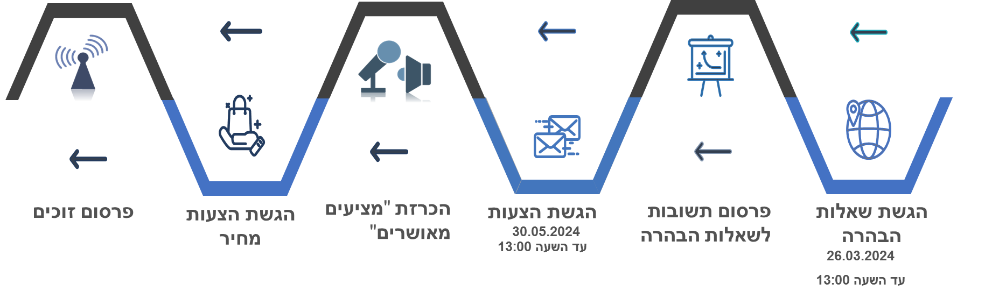 הגשת שאלות
הבהרה
26.03.2024
עד השעה 13:00
פרסום תשובות
לשאלות הבהרה
הגשת הצעות
30.05.2024
עד השעה 13:00
הכרזת "מציעים
מאושרים"
הגשת הצעות
מחיר
פרסום זוכים